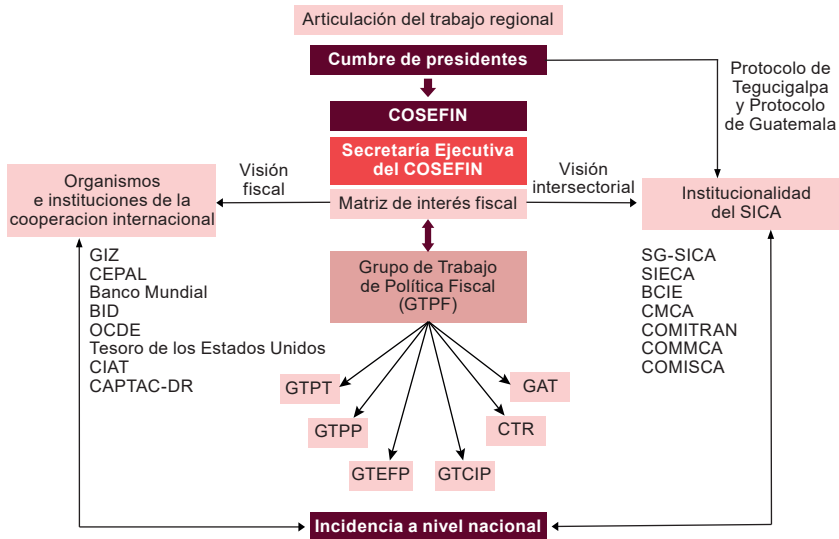 Articulación del trabajo regional
Cumbre de presidentes
Protocolo de
Tegucigalpa
y Protocolo
de Guatemala
COSEFIN
Secretaría Ejecutiva
del COSEFIN
Matriz de interés fiscal
Visión
fiscal
Visión
intersectorial
Organismos
e instituciones de la
cooperacion internacional
Institucionalidad
del SICA
GIZ
CEPAL
Banco Mundial
BID
OCDE
Tesoro de los Estados Unidos
CIAT
CAPTAC-DR
Grupo de Trabajo
de Política Fiscal
(GTPF)
SG-SICA
SIECA
BCIE
CMCA
COMITRAN
COMMCA
COMISCA
GTPT
GTPP
GTEFP
GTCIP
CTR
GAT
Incidencia a nivel nacional